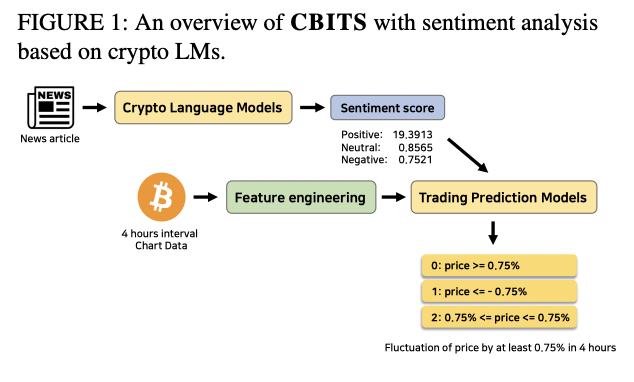 FIGURE 1: An overview of CBITS with sentiment analysis
based on crypto LMs.
NEWS
News article
Crypto Language Models
Sentiment score
Positive: 19.3913
Neutral: 0.8565
Negative: 0.7521
4 hours interval
Chart Data
Feature engineering
Trading Prediction Models
0: price >= 0.75%
1: price <= - 0.75%
2: 0.75% <= price <= 0.75%
Fluctuation of price by at least 0.75% in 4 hours